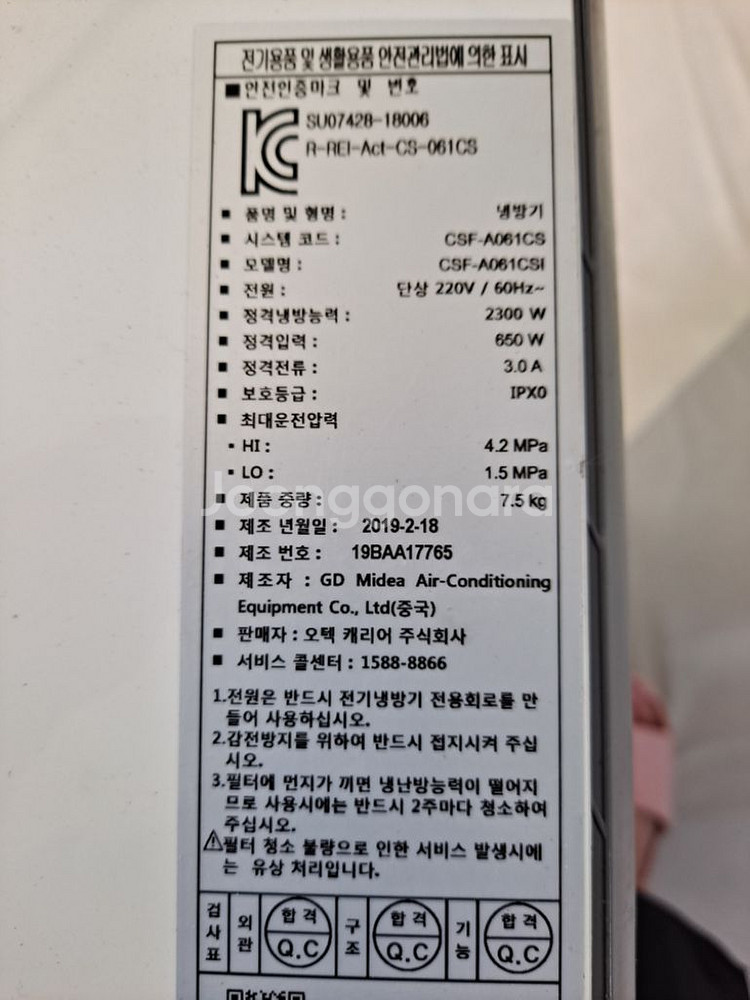 전기용품 및 생활용품 안전관리법에 의한 표시
■ 안전인증마크 및 번호
SU07428-18006
R-REI-Act-CS-061CS
■ 품명 및 형명 : 냉방기
■ 시스템 코드 : CSF-A061CS
■ 모델명 : CSF-A061CSI
■ 전원 : 단상 220V / 60Hz~
■ 정격냉방능력 : 2300 W
■ 정격입력 : 650 W
■ 정격전류 : 3.0 A
■ 보호등급 : IPX0
■ 최대운전압력
• HI : 4.2 MPa
• LO : 1.5 MPa
■ 제품 중량 : 7.5 kg
Joonggonara
■ 제조 년월일 : 2019-2-18
■ 제조 번호 : 19BAA17765
■ 제조자 : GD Midea Air-Conditioning
Equipment Co., Ltd(중국)
■ 판매자 : 오텍 캐리어 주식회사
■ 서비스 콜센터 : 1588-8866
1.전원은 반드시 전기냉방기 전용회로를 만
들어 사용하십시오.
2.감전방지를 위하여 반드시 접지시켜 주십
시오.
3.필터에 먼지가 끼면 냉난방능력이 떨어지
므로 사용시에는 반드시 2주마다 청소하여
주십시오.
⚠필터 청소 불량으로 인한 서비스 발생시에
는 유상 처리입니다.
검사표 외관 합격 Q.C 구조 합격 Q.C 기능 합격 Q.C